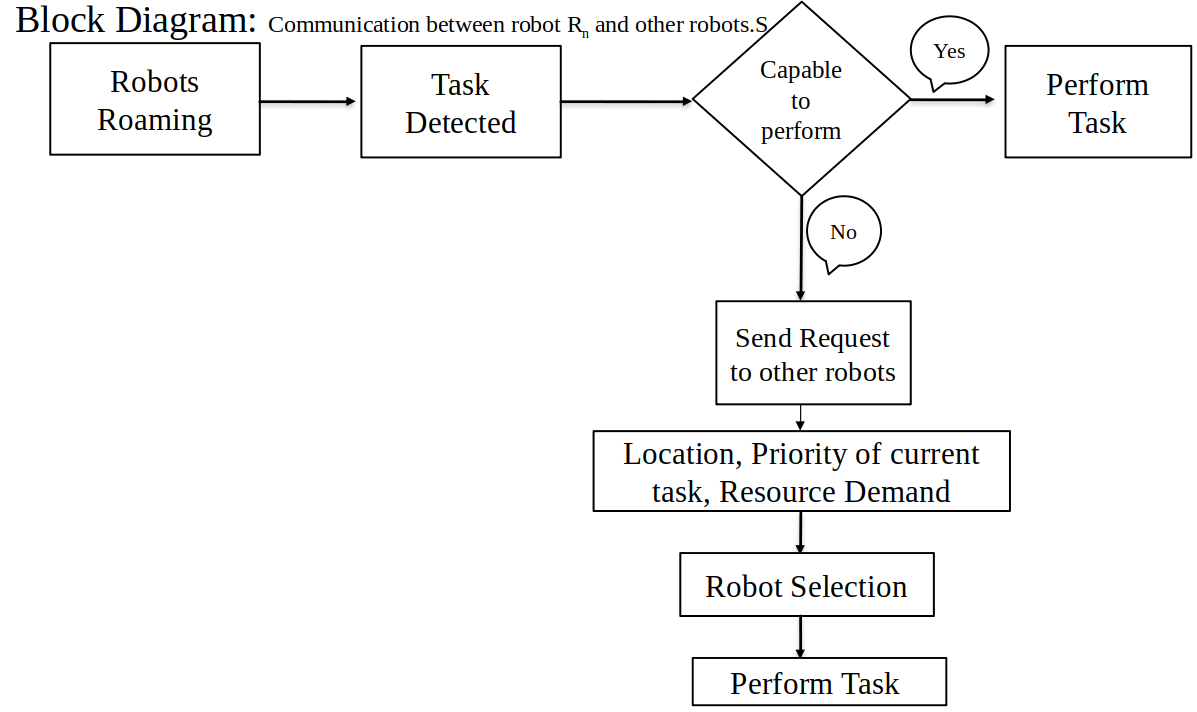 Block Diagram: Communication between robot Rn and other robots.S
Robots
Roaming
Task
Detected
Capable
to
perform
Yes
Perform
Task
No
Send Request
to other robots
Location, Priority of current
task, Resource Demand
Robot Selection
Perform Task